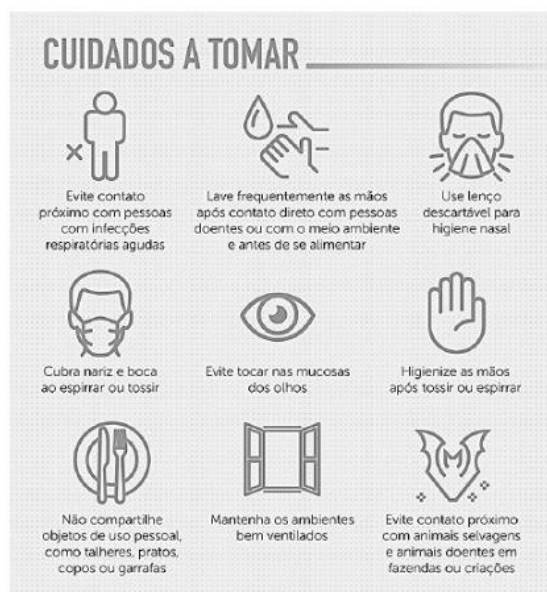 CUIDADOS A TOMAR
Evite contato
próximo com pessoas
com infecções
respiratórias agudas
Lave frequentemente as mãos
após contato direto com pessoas
doentes ou com o meio ambiente
e antes de se alimentar
Use lenço
descartável para
higiene nasal
Cubra nariz e boca
ao espirrar ou tossir
Evite tocar nas mucosas
dos olhos
Higienize as mãos
após tossir ou espirrar
Não compartilhe
objetos de uso pessoal,
como talheres, pratos,
copos ou garrafas
Mantenha os ambientes
bem ventilados
Evite contato próximo
com animais selvagens
e animais doentes em
fazendas ou criações